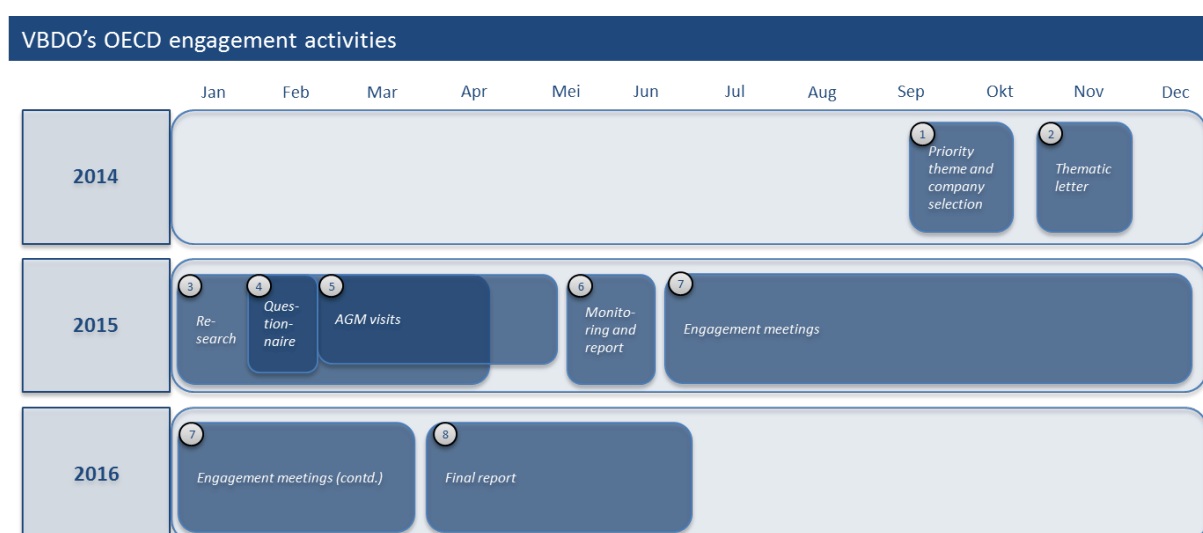 VBDO's OECD engagement activities
Jan Feb Mar Apr Mei Jun Jul Aug Sep Okt Nov Dec
2014
1
Priority
theme and
company
selection
2
Thematic
letter
2015
3
Re-
search
4
Ques-
tion-
naire
5
AGM visits
6
Monito-
ring and
report
7
Engagement meetings
2016
7
Engagement meetings (contd.)
8
Final report